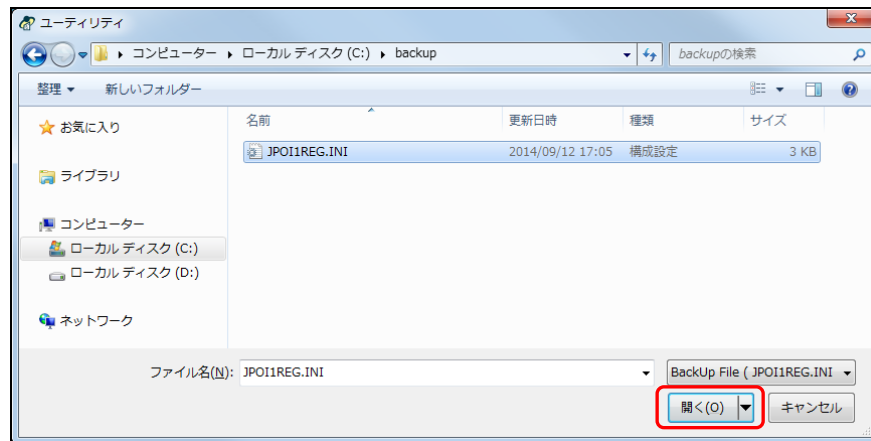 ユーティリティ
コンピューター ▸ ローカル ディスク (C:) ▸ backup
backupの検索
整理 ▼ 新しいフォルダー
名前 更新日時 種類 サイズ
お気に入り
JPOI1REG.INI 2014/09/12 17:05 構成設定 3 KB
ライブラリ
コンピューター
ローカル ディスク (C:)
ローカル ディスク (D:)
ネットワーク
ファイル名(N): JPOI1REG.INI
BackUp File ( JPOI1REG.INI
開く(O) キャンセル